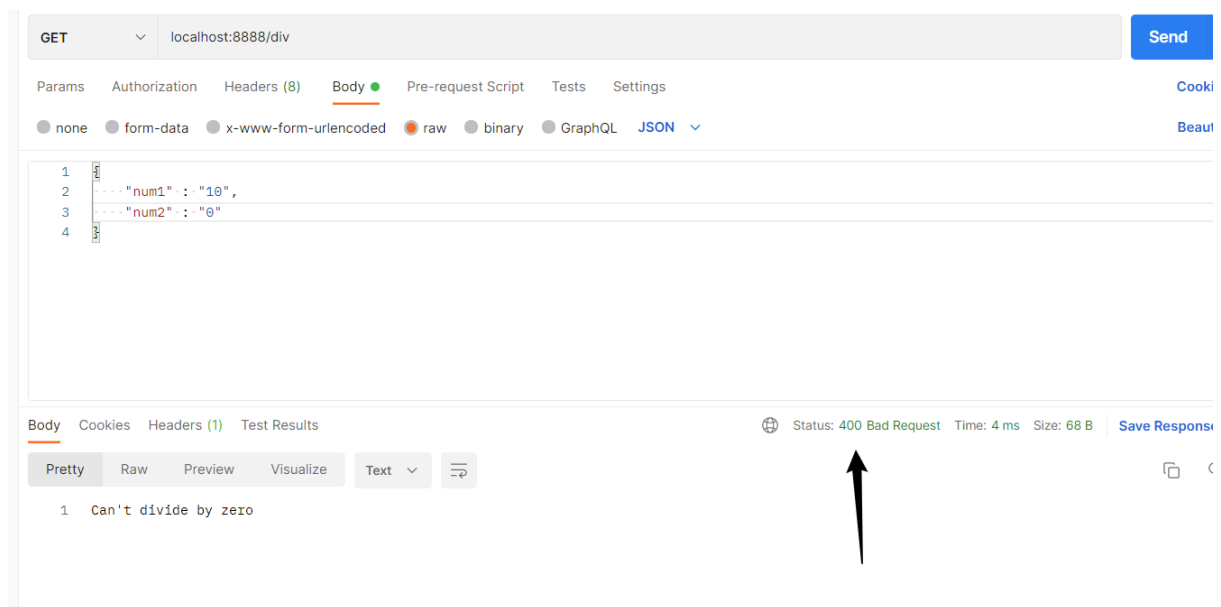 GET localhost:8888/div Send
Params Authorization Headers (8) Body Pre-request Script Tests Settings Cooki
none form-data x-www-form-urlencoded raw binary GraphQL JSON Beaut
1 {
2 "num1" : "10",
3 "num2" : "0"
4 }
Body Cookies Headers (1) Test Results Status: 400 Bad Request Time: 4 ms Size: 68 B Save Response
Pretty Raw Preview Visualize Text
1 Can't divide by zero